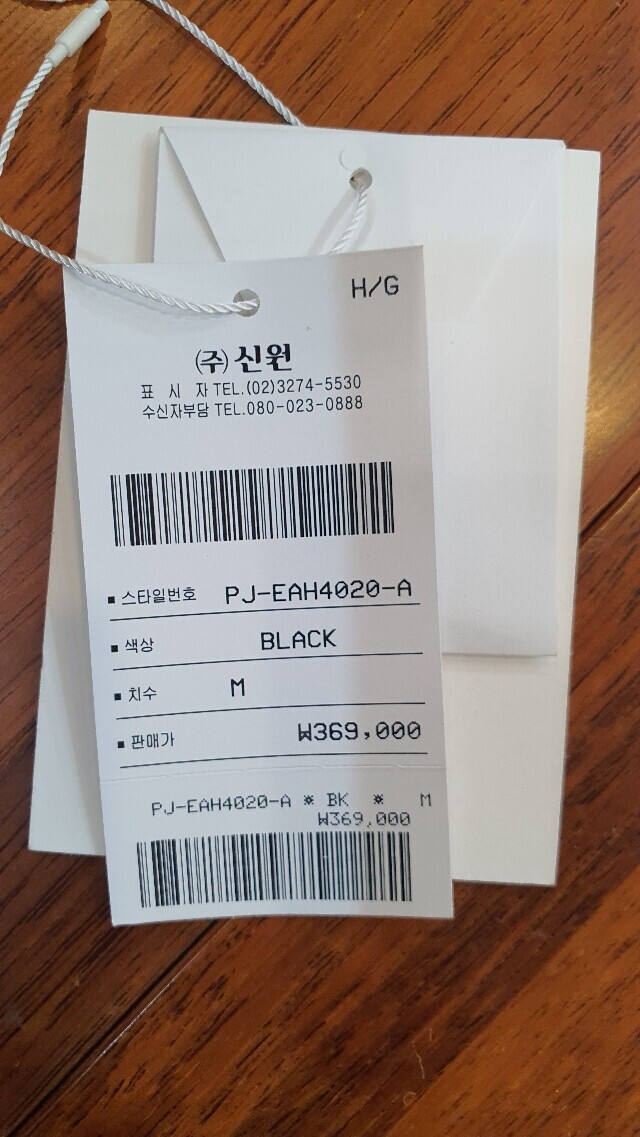 H/G
(주)신원
표 시 자 TEL.(02)3274-5530
수신자부담 TEL.080-023-0888
■ 스타일번호 PJ-EAH4020-A
■ 색상 BLACK
■ 치수 M
■ 판매가 ₩369,000
PJ-EAH4020-A ※ BK ※ M
₩369,000